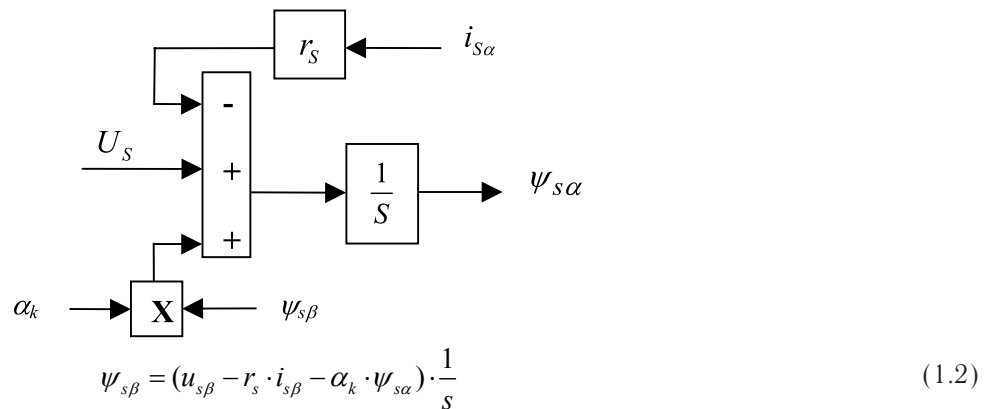 r_S
i_{Sα}
-
U_S
+
1/S
ψ_{sα}
+
α_k
X
ψ_{sβ}
ψ_{sβ} = (u_{sβ} − r_s · i_{sβ} − α_k · ψ_{sα}) · 1/s (1.2)